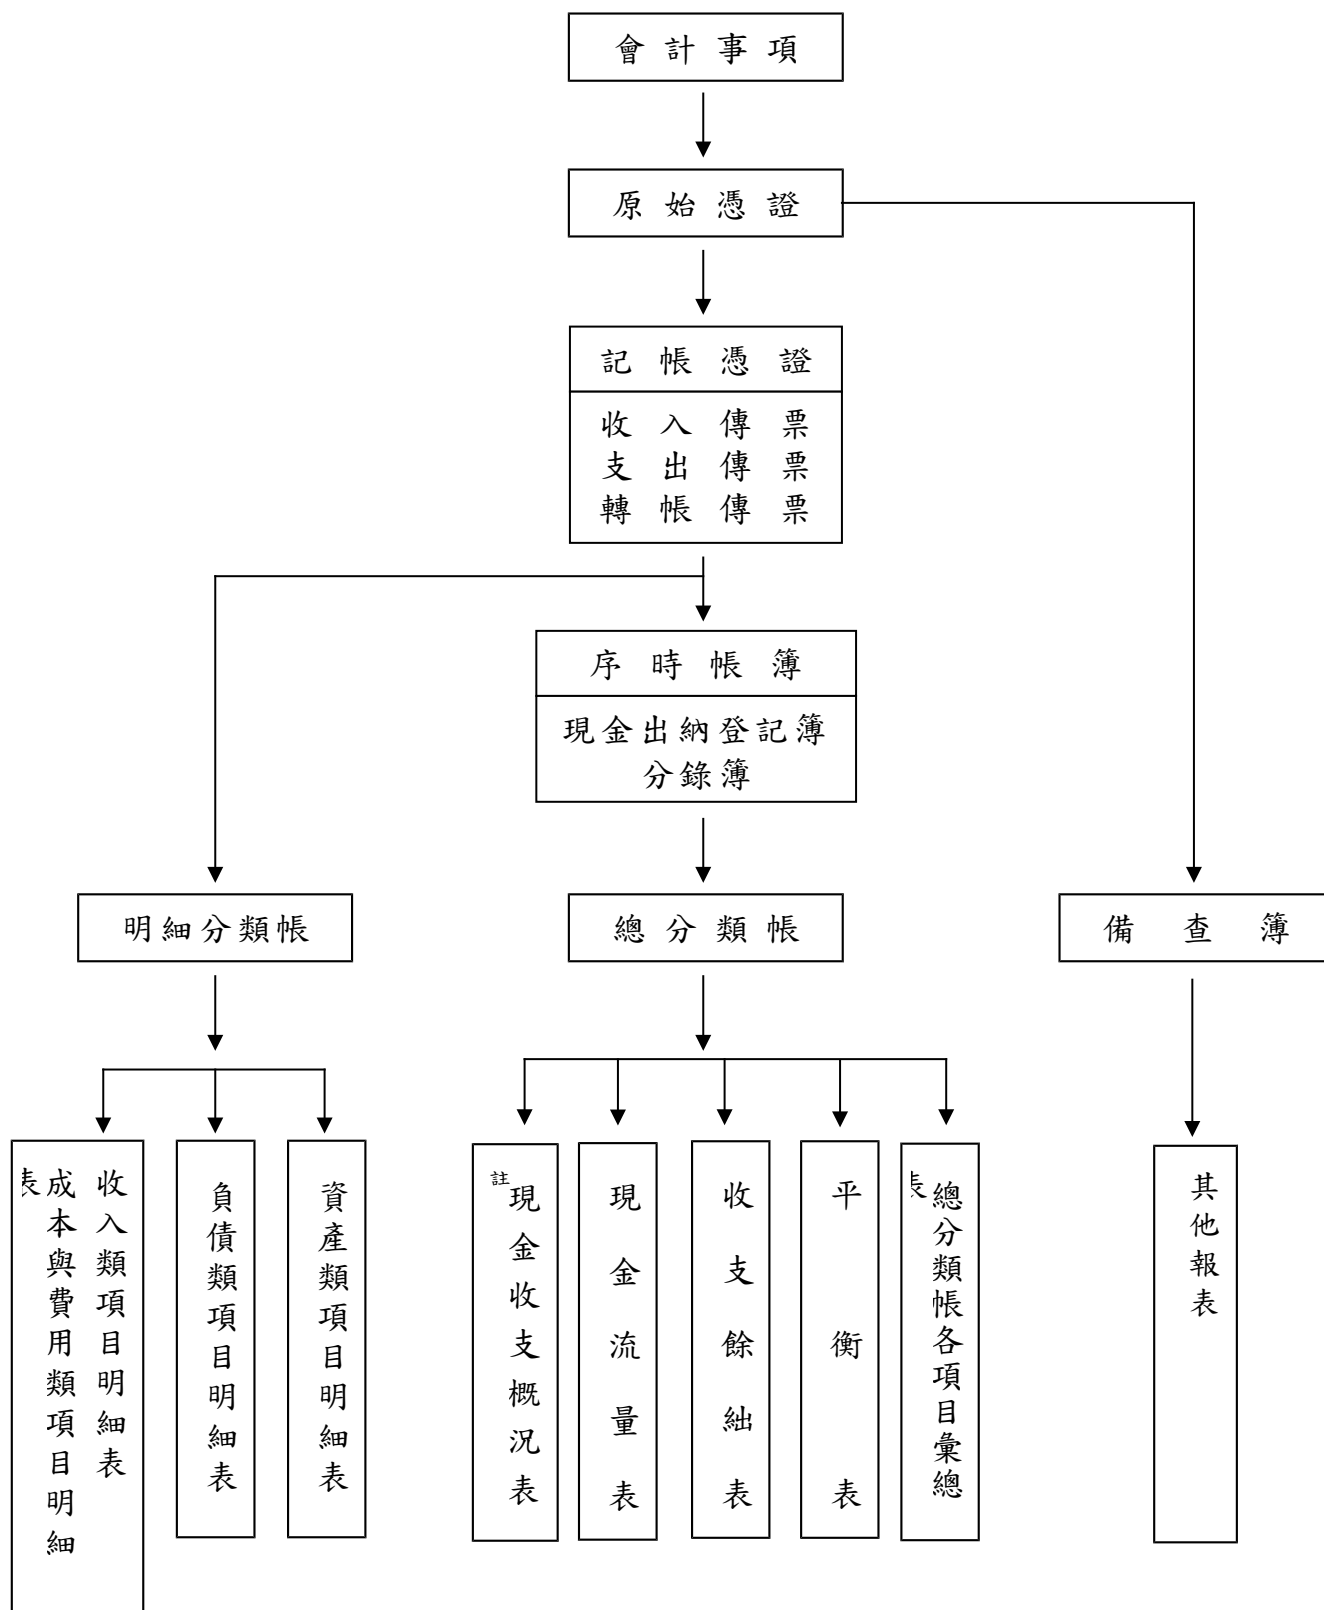 會計事項
原始憑證
記帳憑證
收入傳票
支出傳票
轉帳傳票
序時帳簿
現金出納登記簿
分錄簿
明細分類帳
總分類帳
備查簿
收入類項目明細表
成本與費用類項目明細
表
負債類項目明細表
資產類項目明細表
註現金收支概況表
現金流量表
收支餘絀表
平衡表
總分類帳各項目彙總
表
其他報表